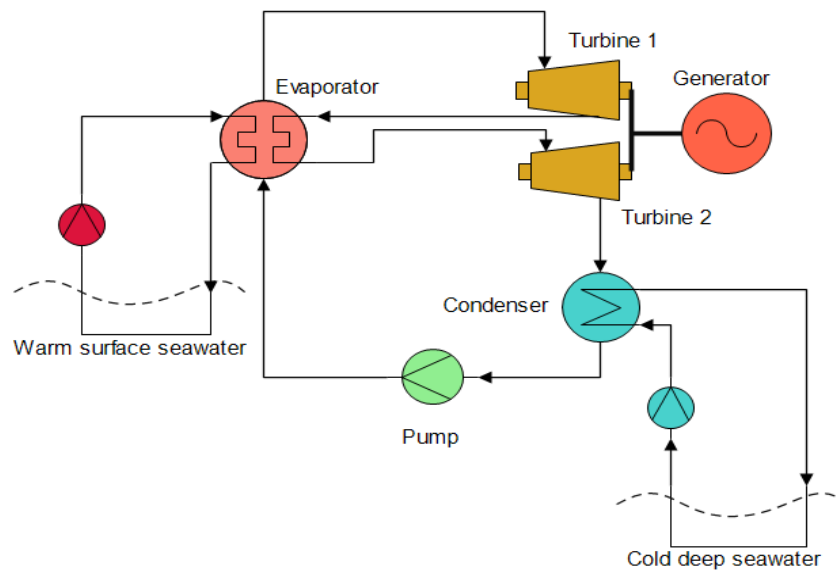 Turbine 1
Evaporator
Generator
Turbine 2
Condenser
Warm surface seawater
Pump
Cold deep seawater